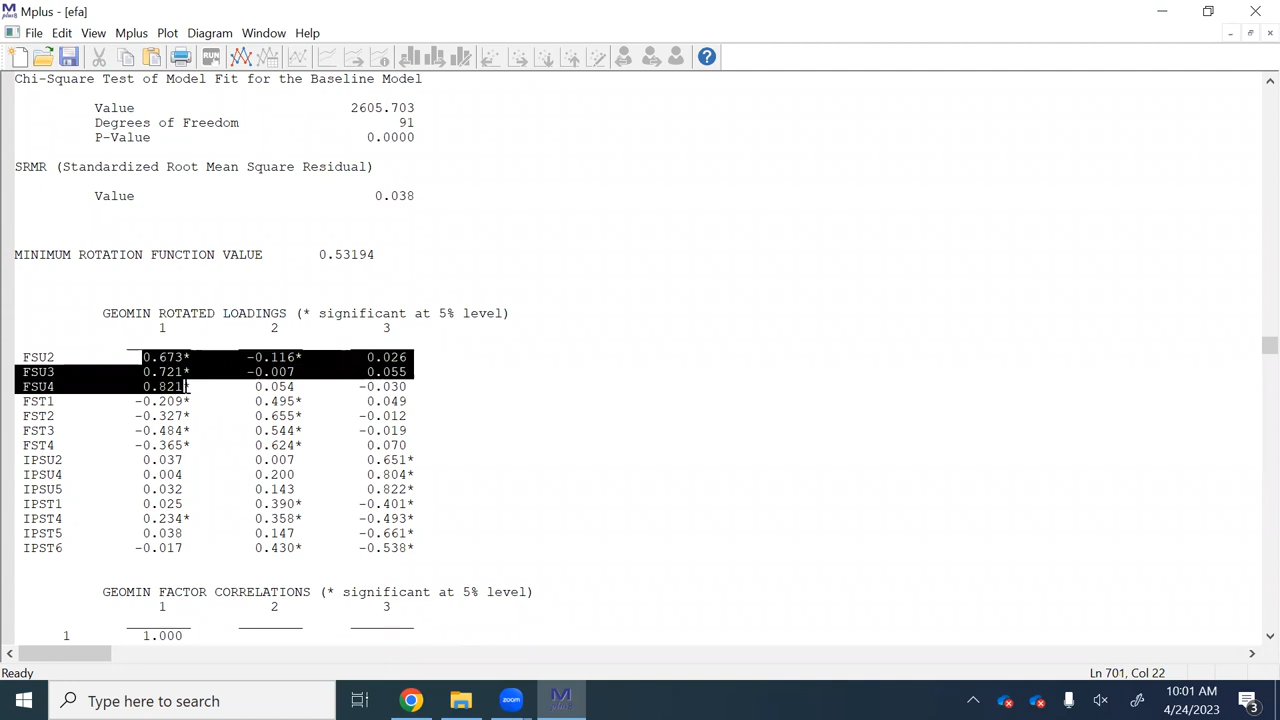 Mplus - [efa]
File Edit View Mplus Plot Diagram Window Help
RUN
Chi-Square Test of Model Fit for the Baseline Model
Value 2605.703
Degrees of Freedom 91
P-Value 0.0000
SRMR (Standardized Root Mean Square Residual)
Value 0.038
MINIMUM ROTATION FUNCTION VALUE 0.53194
GEOMIN ROTATED LOADINGS (* significant at 5% level)
1 2 3
FSU2 0.673* -0.116* 0.026
FSU3 0.721* -0.007 0.055
FSU4 0.821* 0.054 -0.030
FST1 -0.209* 0.495* 0.049
FST2 -0.327* 0.655* -0.012
FST3 -0.484* 0.544* -0.019
FST4 -0.365* 0.624* 0.070
IPSU2 0.037 0.007 0.651*
IPSU4 0.004 0.200 0.804*
IPSU5 0.032 0.143 0.822*
IPST1 0.025 0.390* -0.401*
IPST4 0.234* 0.358* -0.493*
IPST5 0.038 0.147 -0.661*
IPST6 -0.017 0.430* -0.538*
GEOMIN FACTOR CORRELATIONS (* significant at 5% level)
1 2 3
1 1.000
Ready Ln 701, Col 22
Type here to search
zoom
10:01 AM
4/24/2023
3